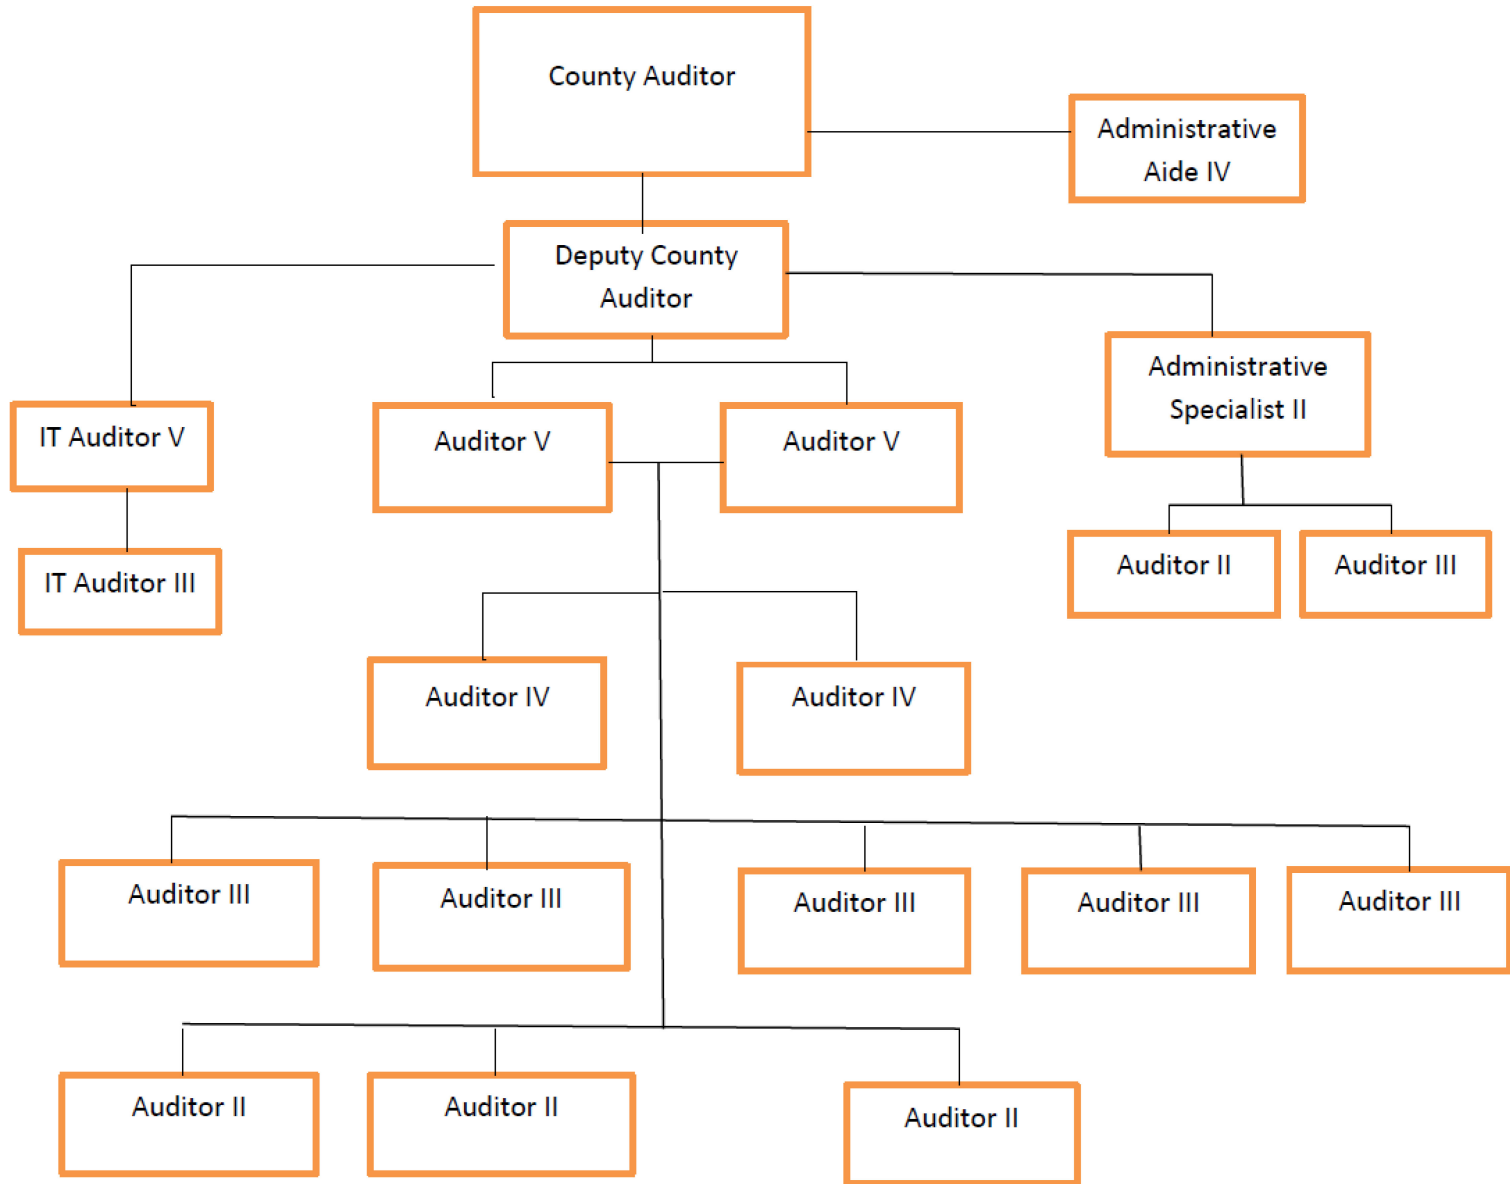 County Auditor
Administrative
Aide IV
Deputy County
Auditor
Administrative
Specialist II
IT Auditor V
Auditor V
Auditor V
IT Auditor III
Auditor II
Auditor III
Auditor IV
Auditor IV
Auditor III
Auditor III
Auditor III
Auditor III
Auditor III
Auditor II
Auditor II
Auditor II